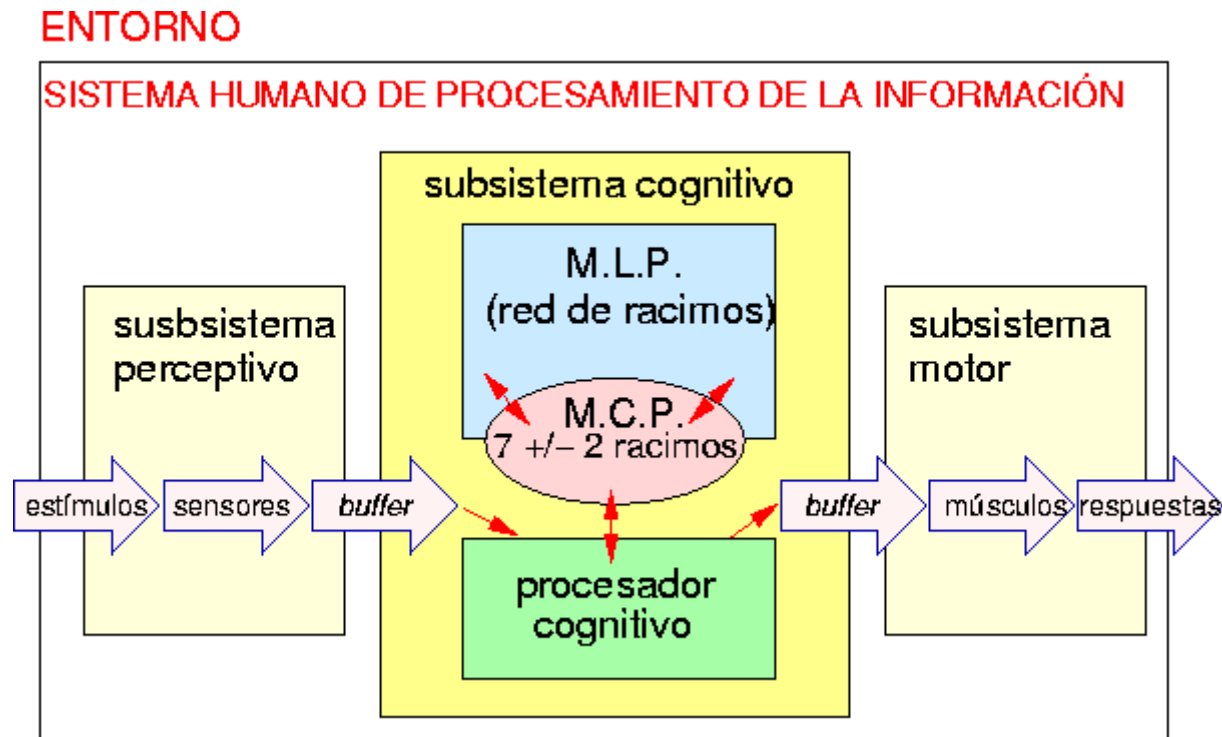 ENTORNO
SISTEMA HUMANO DE PROCESAMIENTO DE LA INFORMACIÓN
subsistema cognitivo
M.L.P.
(red de racimos)
susbsistema
perceptivo
subsistema
motor
M.C.P.
7 +/− 2 racimos
estímulos
sensores
buffer
buffer
músculos
respuestas
procesador
cognitivo